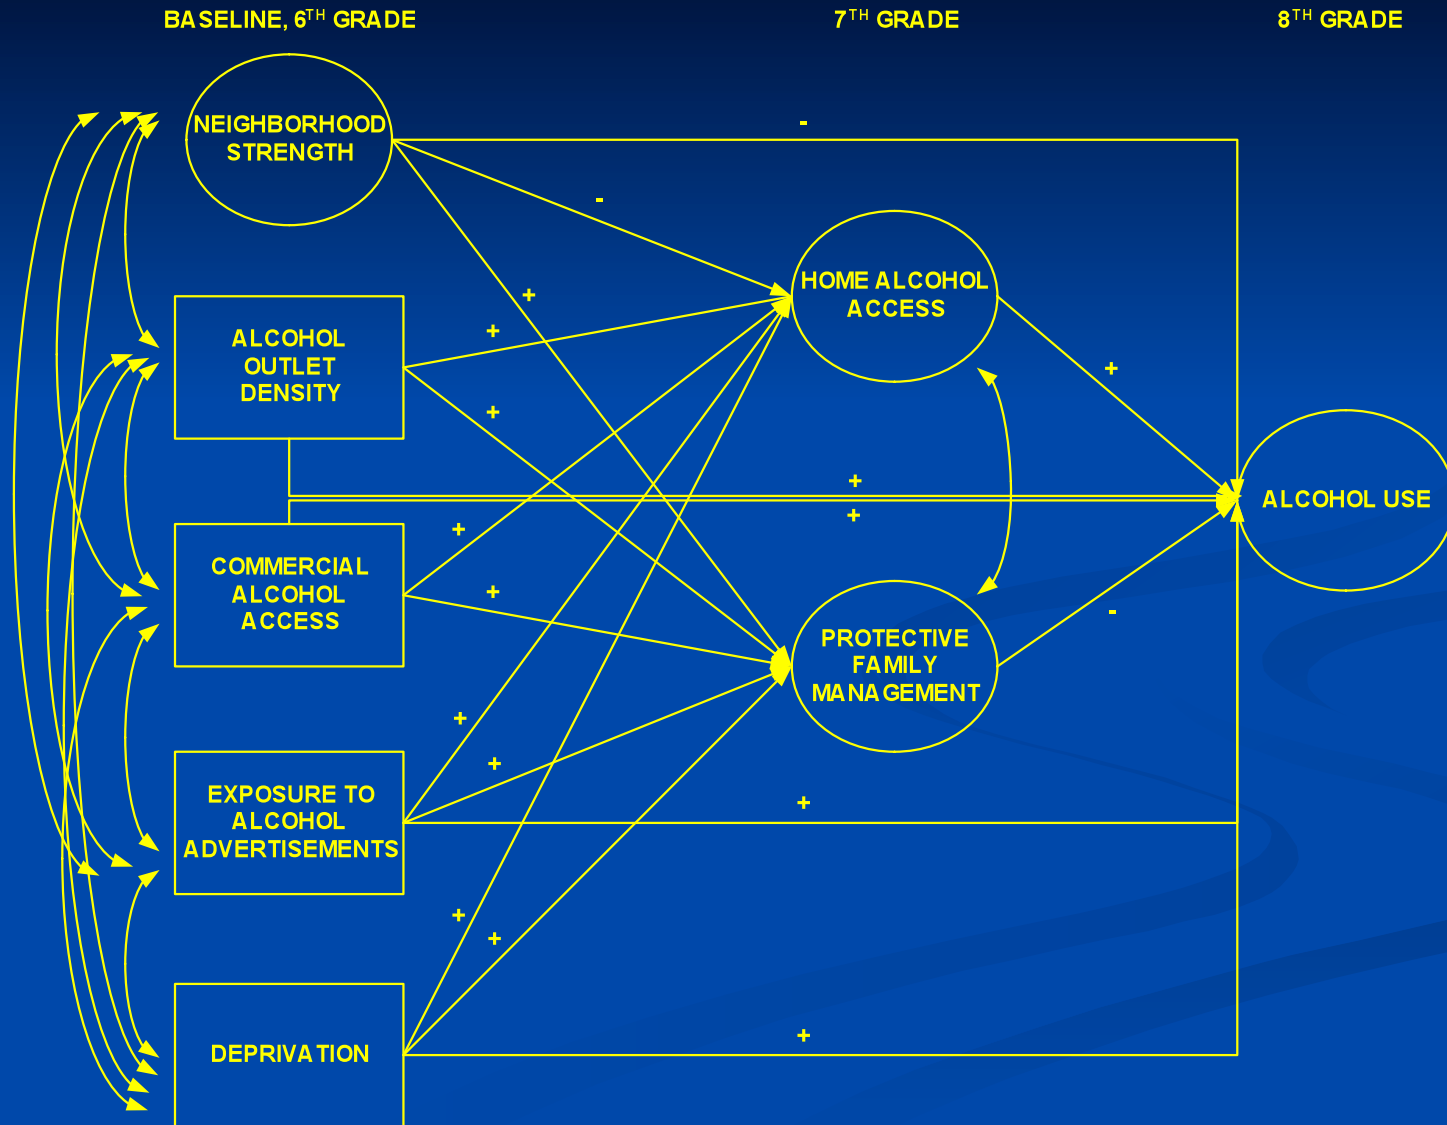 BASELINE, 6TH GRADE
7TH GRADE
8TH GRADE
NEIGHBORHOOD
STRENGTH
-
-
HOME ALCOHOL
ACCESS
+
+
ALCOHOL
OUTLET
DENSITY
+
+
+
+
ALCOHOL USE
+
+
COMMERCIAL
ALCOHOL
ACCESS
+
-
PROTECTIVE
FAMILY
MANAGEMENT
+
+
EXPOSURE TO
ALCOHOL
ADVERTISEMENTS
+
+
+
DEPRIVATION
+